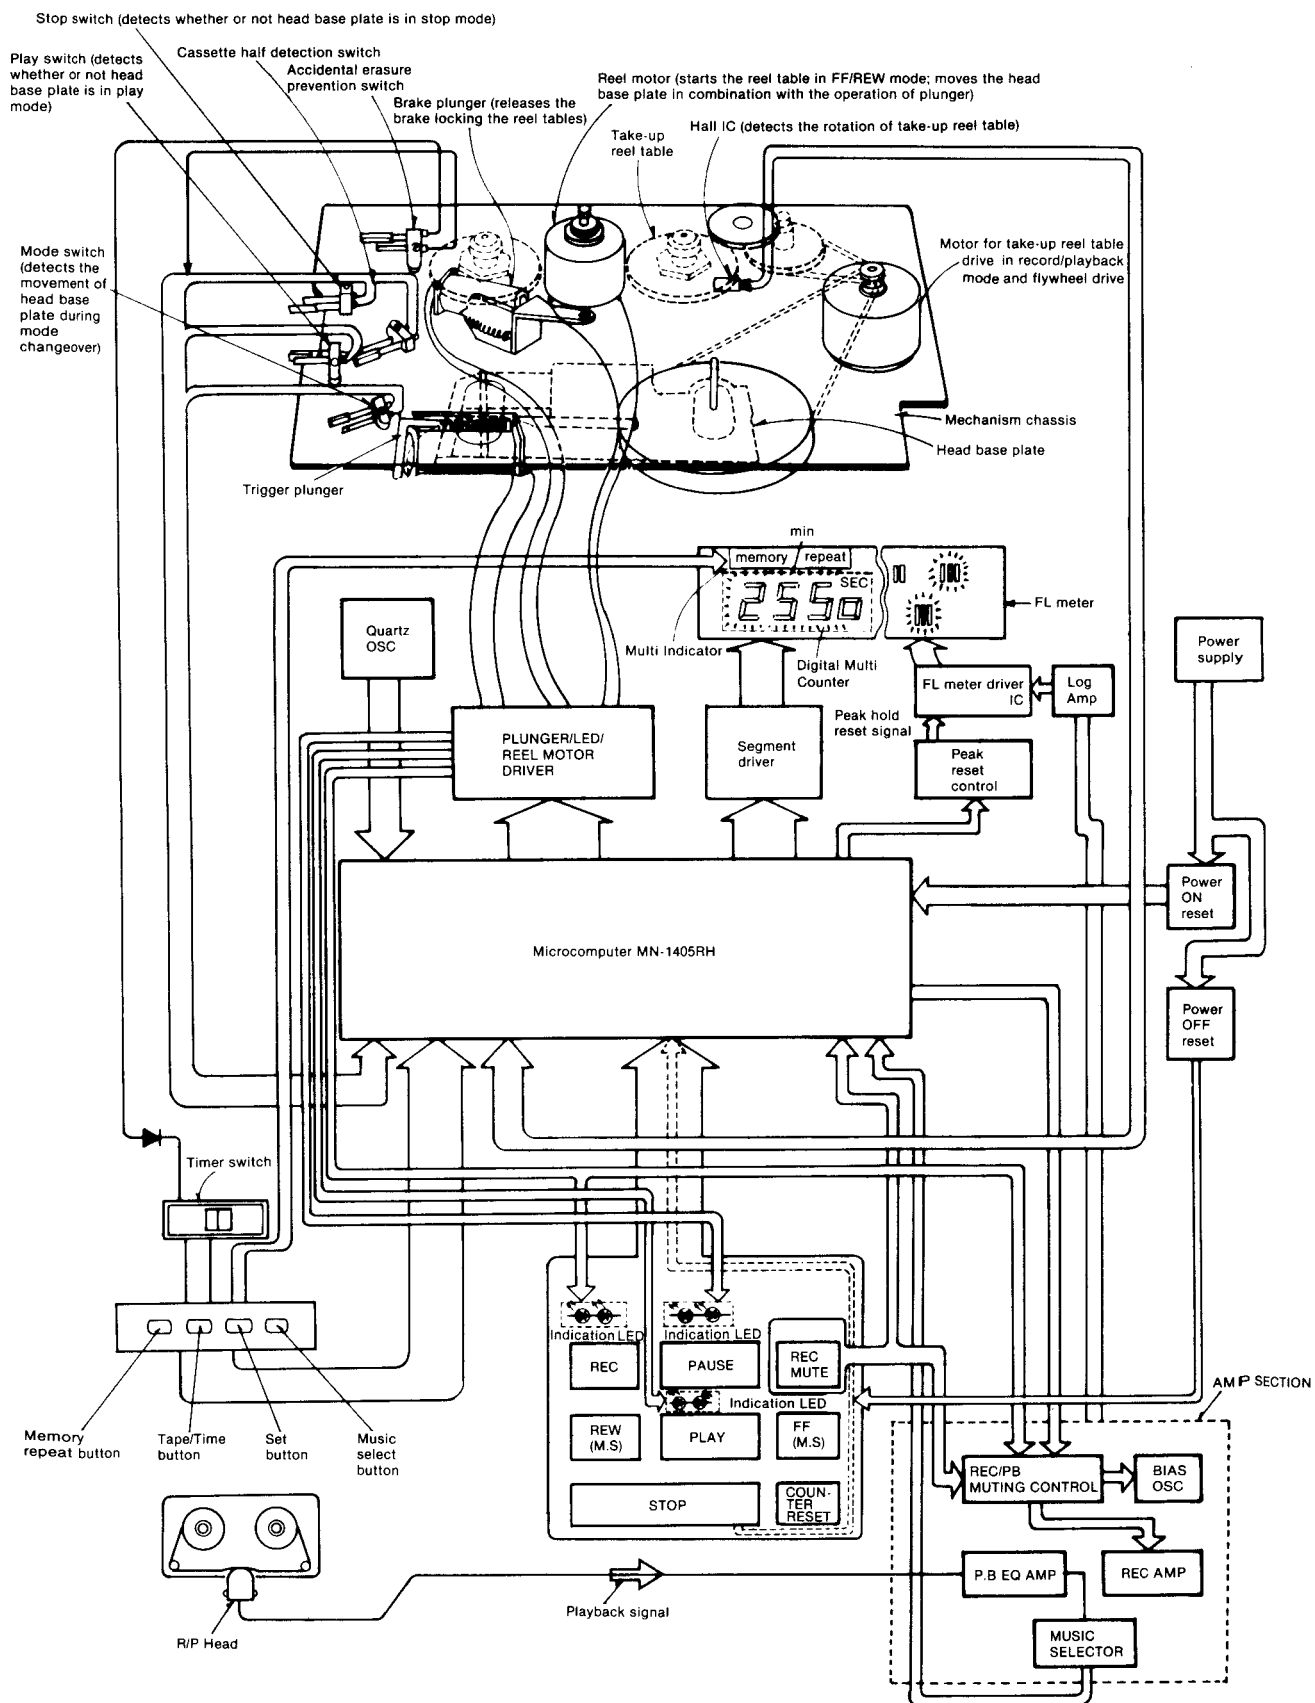 Stop switch (detects whether or not head base plate is in stop mode)
Play switch (detects
whether or not head
base plate is in play
mode)
Cassette half detection switch
Accidental erasure
prevention switch
Brake plunger (releases the
brake locking the reel tables)
Reel motor (starts the reel table in FF/REW mode; moves the head
base plate in combination with the operation of plunger)
Hall IC (detects the rotation of take-up reel table)
Take-up
reel table
Mode switch
(detects the
movement of
head base
plate during
mode
changeover)
Motor for take-up reel table
drive in record/playback
mode and flywheel drive
Mechanism chassis
Head base plate
Trigger plunger
min
memory repeat
SEC
2550
FL meter
Multi Indicator
Digital Multi
Counter
Quartz
OSC
Power
supply
FL meter driver
IC
Log
Amp
Peak hold
reset signal
PLUNGER/LED/
REEL MOTOR
DRIVER
Segment
driver
Peak
reset
control
Power
ON
reset
Microcomputer MN-1405RH
Power
OFF
reset
Timer switch
Indication LED
Indication LED
REC
PAUSE
REC
MUTE
Indication LED
REW
(M.S)
PLAY
FF
(M.S)
STOP
COUN-
TER
RESET
Memory
repeat button
Tape/Time
button
Set
button
Music
select
button
AMP SECTION
REC/PB
MUTING CONTROL
BIAS
OSC
P.B EQ AMP
REC AMP
MUSIC
SELECTOR
Playback signal
R/P Head